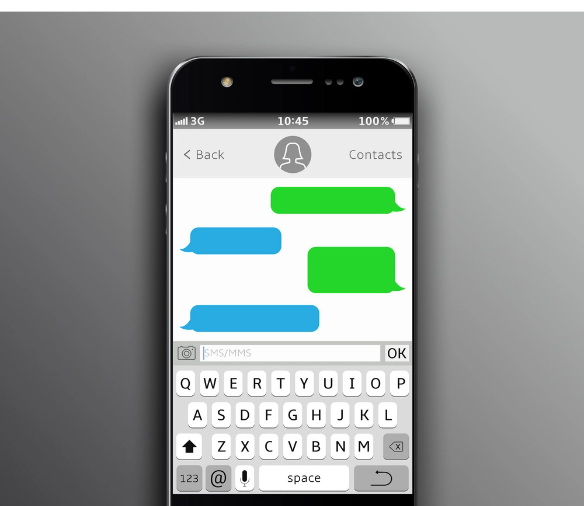 3G 10:45 100%
< Back Contacts
SMS/MMS OK
Q W E R T Y U I O P
A S D F G H J K L
Z X C V B N M
123 @ space